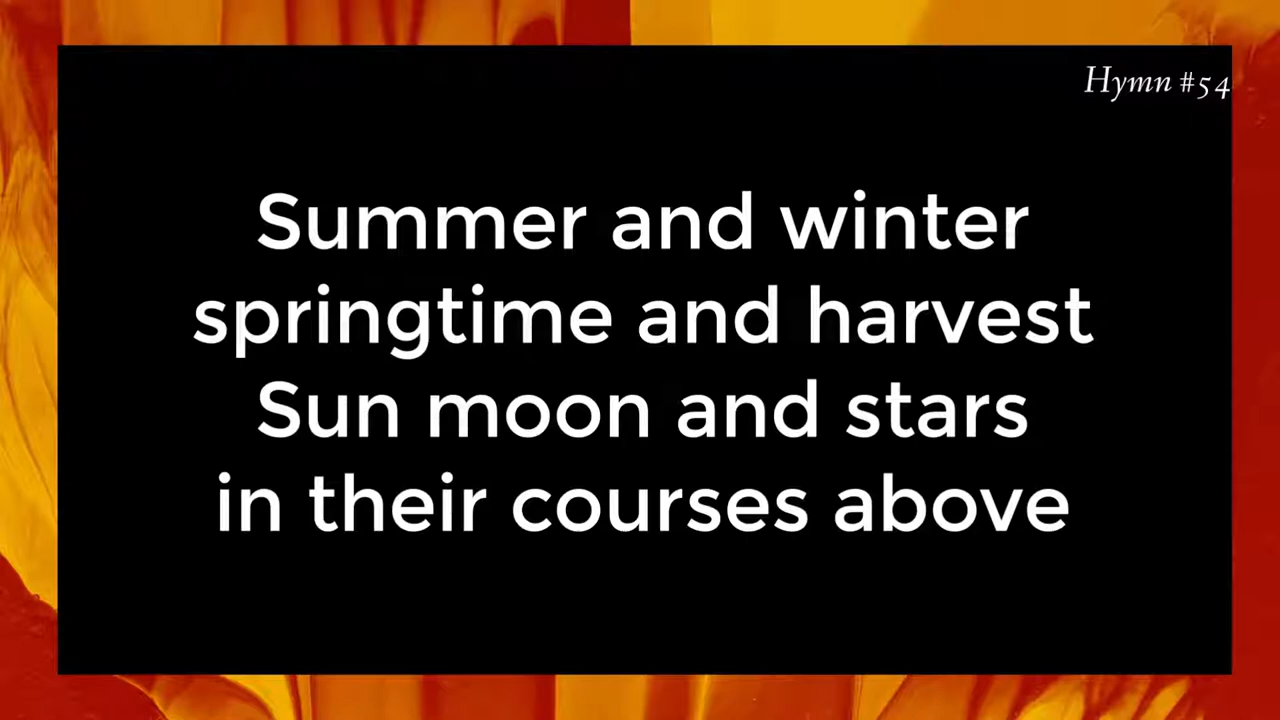 Hymn #54
Summer and winter
springtime and harvest
Sun moon and stars
in their courses above